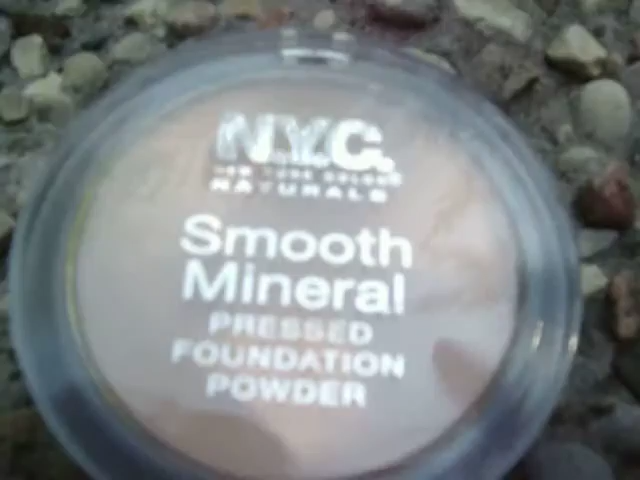 N.Y.C.
NEW YORK COLOR
NATURALS
Smooth
Mineral
PRESSED
FOUNDATION
POWDER